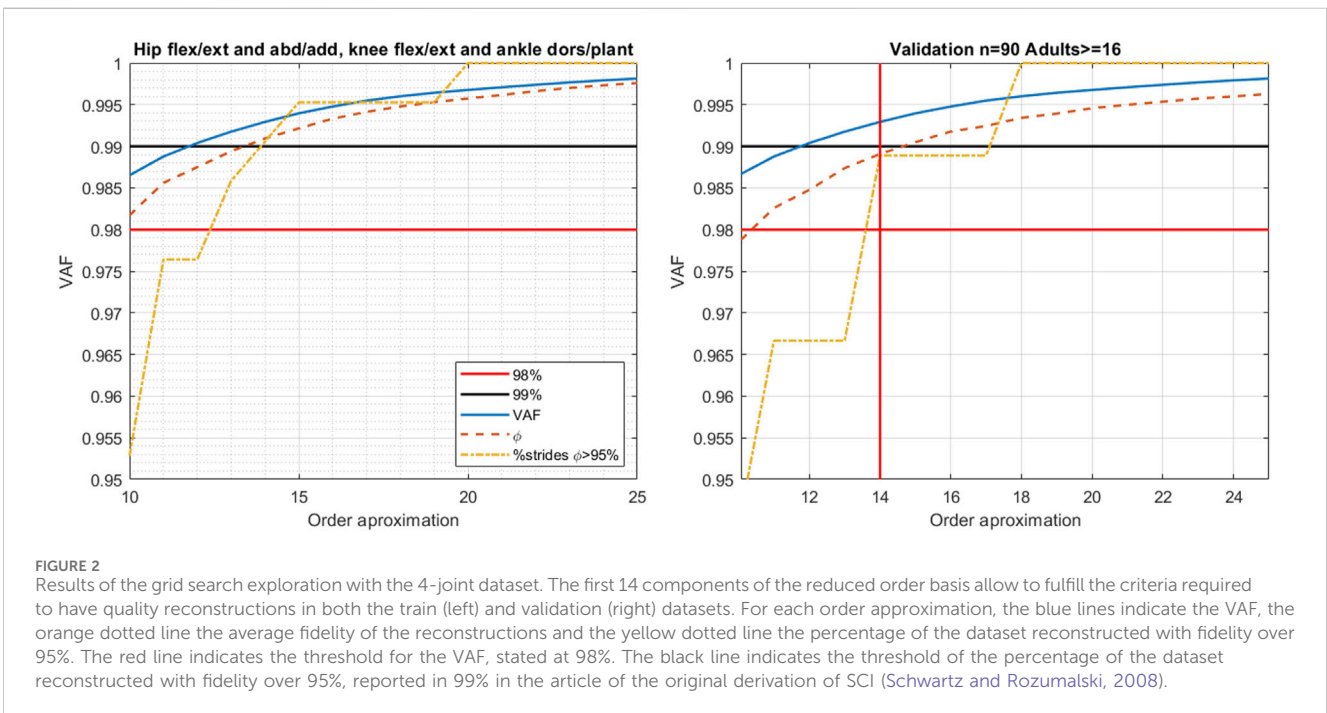 Hip flex/ext and abd/add, knee flex/ext and ankle dors/plant
1
0.995
0.99
0.985
0.98
0.975
0.97
0.965
0.96
0.955
0.95
VAF
98%
99%
VAF
ϕ
%strides ϕ>95%
10
15
20
25
Order aproximation
Validation n=90 Adults>=16
1
0.995
0.99
0.985
0.98
0.975
0.97
0.965
0.96
0.955
0.95
VAF
12
14
16
18
20
22
24
Order aproximation
FIGURE 2
Results of the grid search exploration with the 4-joint dataset. The first 14 components of the reduced order basis allow to fulfill the criteria required
to have quality reconstructions in both the train (left) and validation (right) datasets. For each order approximation, the blue lines indicate the VAF, the
orange dotted line the average fidelity of the reconstructions and the yellow dotted line the percentage of the dataset reconstructed with fidelity over
95%. The red line indicates the threshold for the VAF, stated at 98%. The black line indicates the threshold of the percentage of the dataset
reconstructed with fidelity over 95%, reported in 99% in the article of the original derivation of SCI (Schwartz and Rozumalski, 2008).